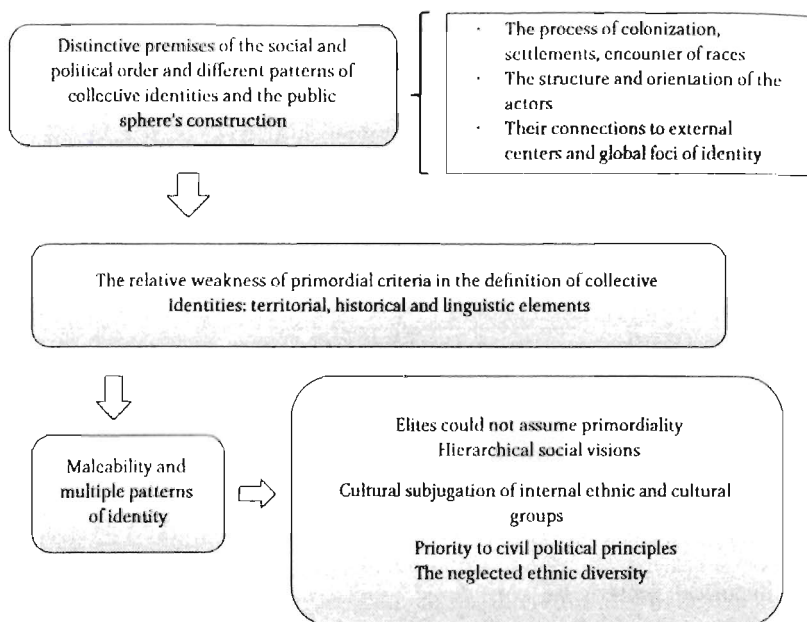 Distinctive premises of the social and
political order and different patterns of
collective identities and the public
sphere's construction
· The process of colonization,
settlements, encounter of races
· The structure and orientation of the
actors
· Their connections to external
centers and global foci of identity
The relative weakness of primordial criteria in the definition of collective
identities: territorial, historical and linguistic elements
Maleability and
multiple patterns
of identity
Elites could not assume primordiality
Hierarchical social visions
Cultural subjugation of internal ethnic and cultural
groups
Priority to civil political principles
The neglected ethnic diversity